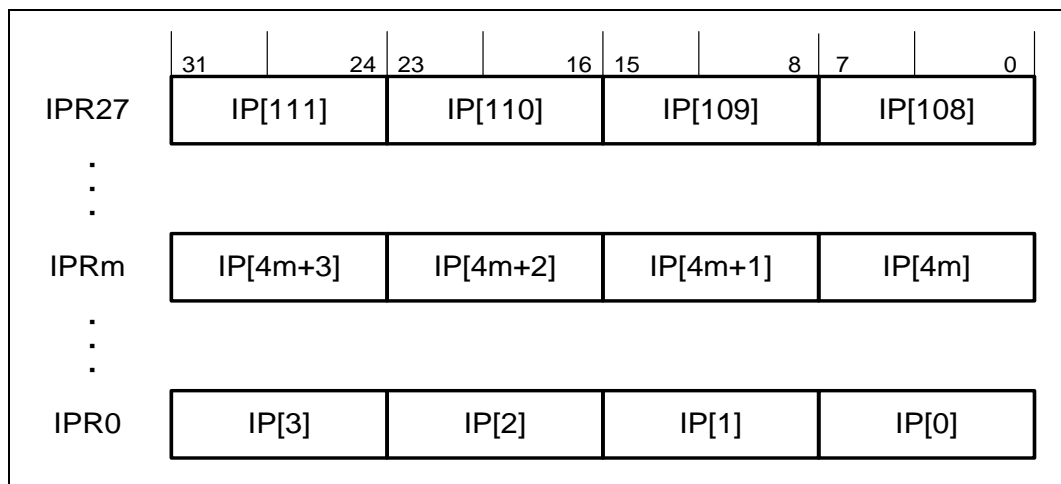 31 24 23 16 15 8 7 0
IPR27 IP[111] IP[110] IP[109] IP[108]
IPRm IP[4m+3] IP[4m+2] IP[4m+1] IP[4m]
IPR0 IP[3] IP[2] IP[1] IP[0]